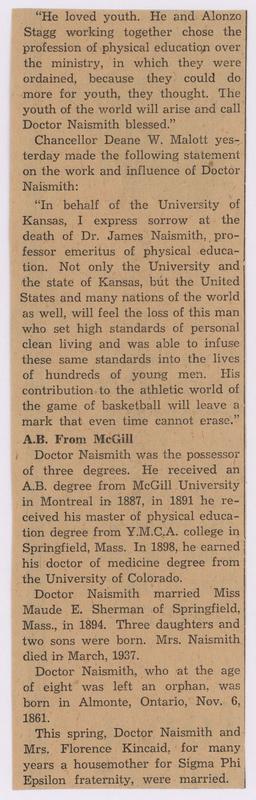 "He loved youth. He and Alonzo
Stagg working together chose the
profession of physical education over
the ministry, in which they were
ordained, because they could do
more for youth, they thought. The
youth of the world will arise and call
Doctor Naismith blessed."
Chancellor Deane W. Malott yes-
terday made the following statement
on the work and influence of Doctor
Naismith:
"In behalf of the University of
Kansas, I express sorrow at the
death of Dr. James Naismith, pro-
fessor emeritus of physical educa-
tion. Not only the University and
the state of Kansas, but the United
States and many nations of the world
as well, will feel the loss of this man
who set high standards of personal
clean living and was able to infuse
these same standards into the lives
of hundreds of young men. His
contribution to the athletic world of
the game of basketball will leave a
mark that even time cannot erase."
A.B. From McGill
Doctor Naismith was the possessor
of three degrees. He received an
A.B. degree from McGill University
in Montreal in 1887, in 1891 he re-
ceived his master of physical educa-
tion degree from Y.M.C.A. college in
Springfield, Mass. In 1898, he earned
his doctor of medicine degree from
the University of Colorado.
Doctor Naismith married Miss
Maude E. Sherman of Springfield,
Mass., in 1894. Three daughters and
two sons were born. Mrs. Naismith
died in March, 1937.
Doctor Naismith, who at the age
of eight was left an orphan, was
born in Almonte, Ontario, Nov. 6,
1861.
This spring, Doctor Naismith and
Mrs. Florence Kincaid, for many
years a housemother for Sigma Phi
Epsilon fraternity, were married.